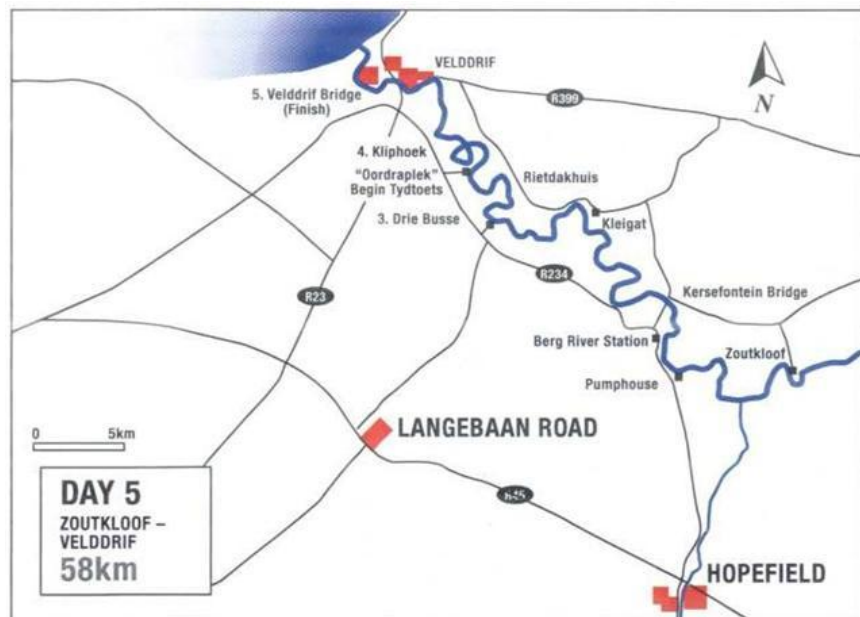 VELDDRIF
N
R399
5. Velddrif Bridge
(Finish)
4. Kliphoek
"Oordraplek"
Begin Tydtoets
Rietdakhuis
Kleigat
3. Drie Busse
R234
R23
Kersefontein Bridge
Berg River Station
Zoutkloof
Pumphouse
LANGEBAAN ROAD
0 5km
R45
DAY 5
ZOUTKLOOF –
VELDDRIF
58km
HOPEFIELD